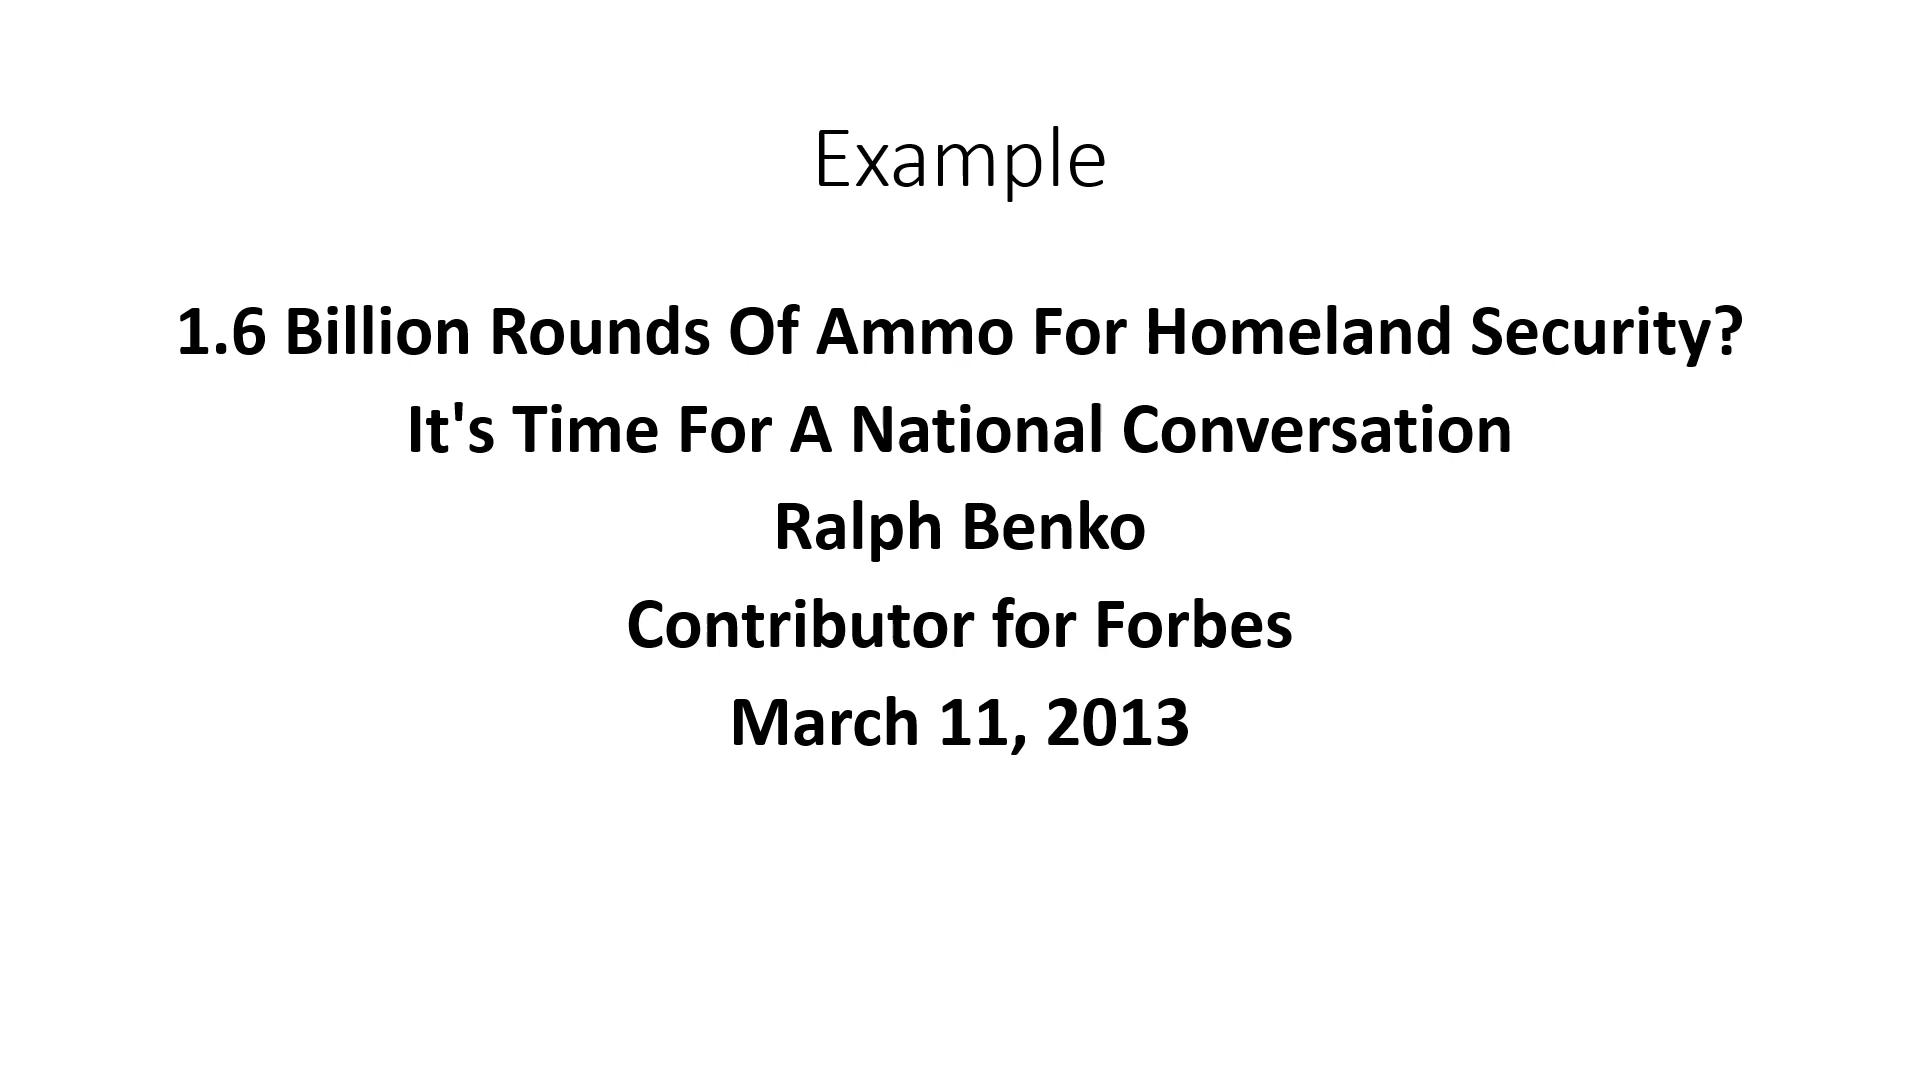 Example
1.6 Billion Rounds Of Ammo For Homeland Security?
It's Time For A National Conversation
Ralph Benko
Contributor for Forbes
March 11, 2013